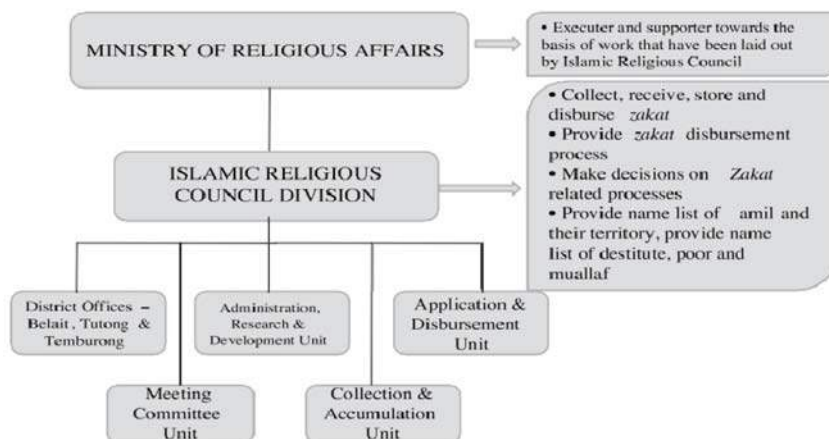 MINISTRY OF RELIGIOUS AFFAIRS
• Executer and supporter towards the
basis of work that have been laid out
by Islamic Religious Council
ISLAMIC RELIGIOUS
COUNCIL DIVISION
• Collect, receive, store and
disburse zakat
• Provide zakat disbursement
process
• Make decisions on Zakat
related processes
• Provide name list of amil and
their territory, provide name
list of destitute, poor and
muallaf
District Offices –
Belait, Tutong &
Temburong
Administration,
Research &
Development Unit
Application &
Disbursement
Unit
Meeting
Committee
Unit
Collection &
Accumulation
Unit